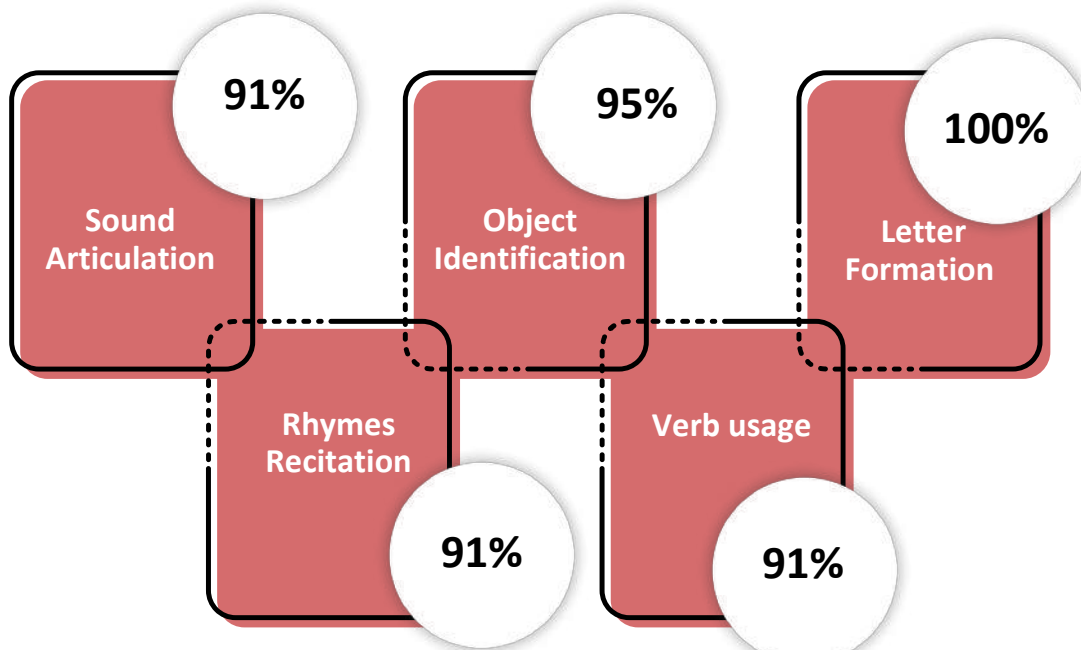 91%
Sound
Articulation
95%
Object
Identification
100%
Letter
Formation
Rhymes
Recitation
91%
Verb usage
91%